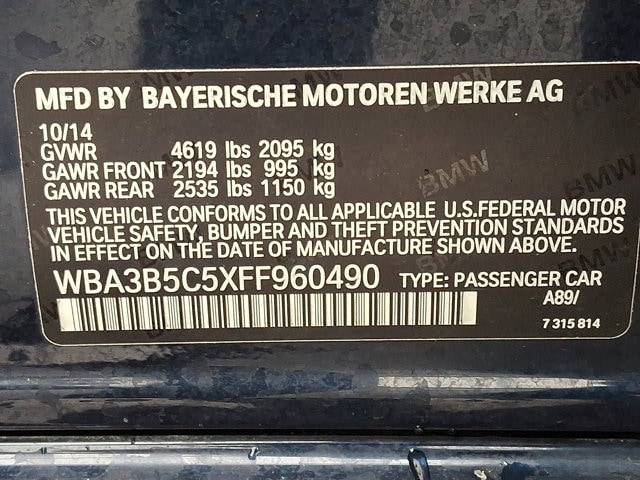 MFD BY BAYERISCHE MOTOREN WERKE AG
10/14
GVWR 4619 lbs 2095 kg
GAWR FRONT 2194 lbs 995 kg
GAWR REAR 2535 lbs 1150 kg
THIS VEHICLE CONFORMS TO ALL APPLICABLE U.S.FEDERAL MOTOR
VEHICLE SAFETY, BUMPER AND THEFT PREVENTION STANDARDS
IN EFFECT ON THE DATE OF MANUFACTURE SHOWN ABOVE.
WBA3B5C5XFF960490 TYPE: PASSENGER CAR
A89/
7 315 814
BMW
BMW